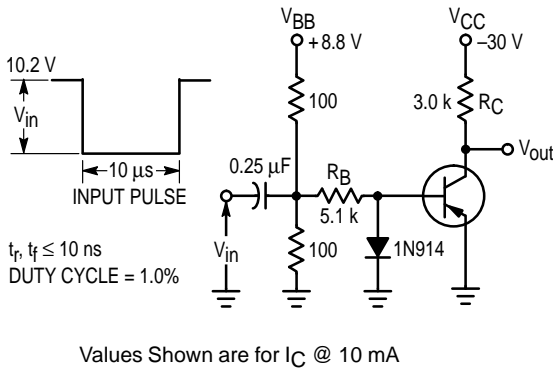 V_BB
+8.8 V
V_CC
–30 V
10.2 V
V_in
10 µs
INPUT PULSE
t_r, t_f ≤ 10 ns
DUTY CYCLE = 1.0%
100
3.0 k
R_C
V_out
0.25 µF
R_B
5.1 k
V_in
100
1N914
Values Shown are for I_C @ 10 mA